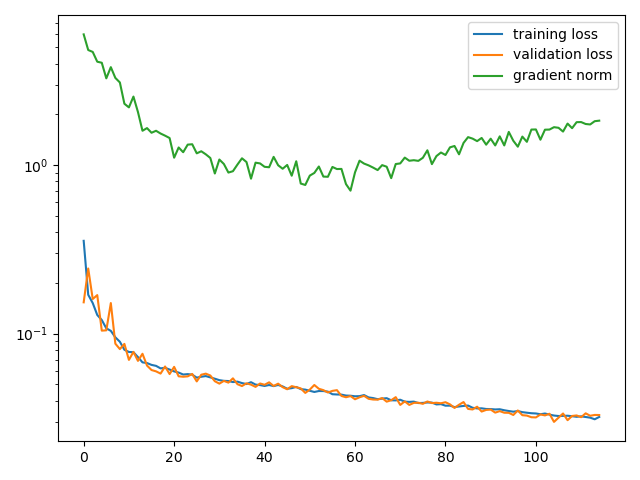 training loss
validation loss
gradient norm
10⁰
10⁻¹
0 20 40 60 80 100